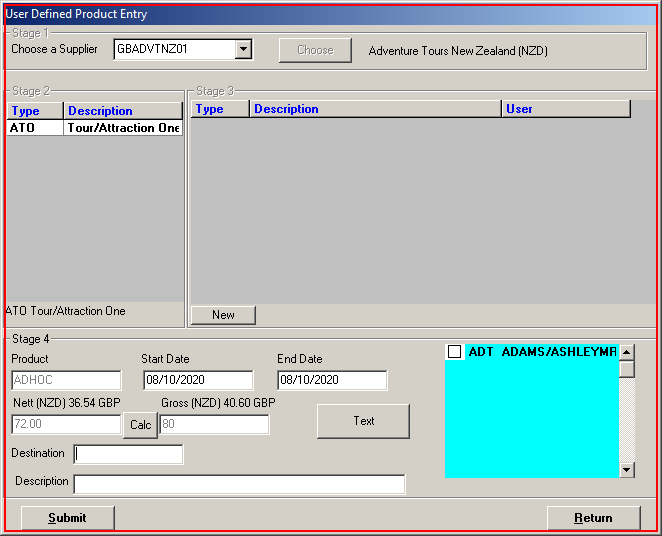 User Defined Product Entry
Stage 1
Choose a Supplier GBADVTNZ01 Choose Adventure Tours New Zealand (NZD)
Stage 2
Type Description
ATO Tour/Attraction One
ATO Tour/Attraction One
Stage 3
Type Description User
New
Stage 4
Product Start Date End Date
ADHOC 08/10/2020 08/10/2020
Nett (NZD) 36.54 GBP Gross (NZD) 40.60 GBP
72.00 Calc 80 Text
Destination
Description
ADT ADAMS/ASHLEYMR
Submit Return